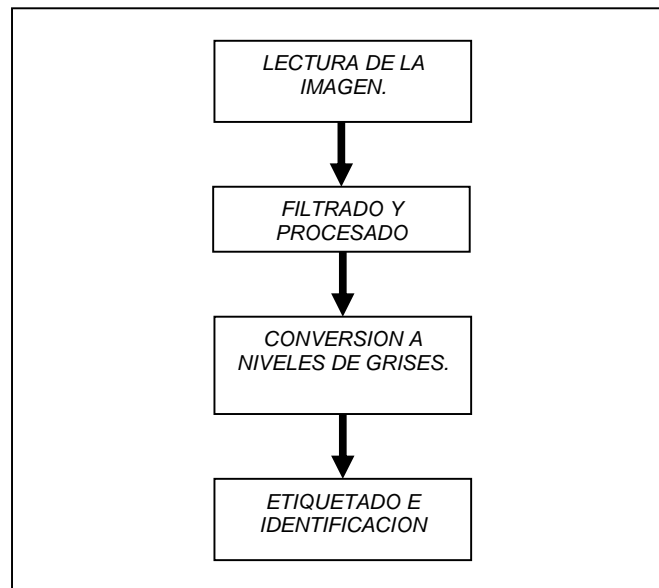 LECTURA DE LA
IMAGEN.
FILTRADO Y
PROCESADO
CONVERSION A
NIVELES DE GRISES.
ETIQUETADO E
IDENTIFICACION